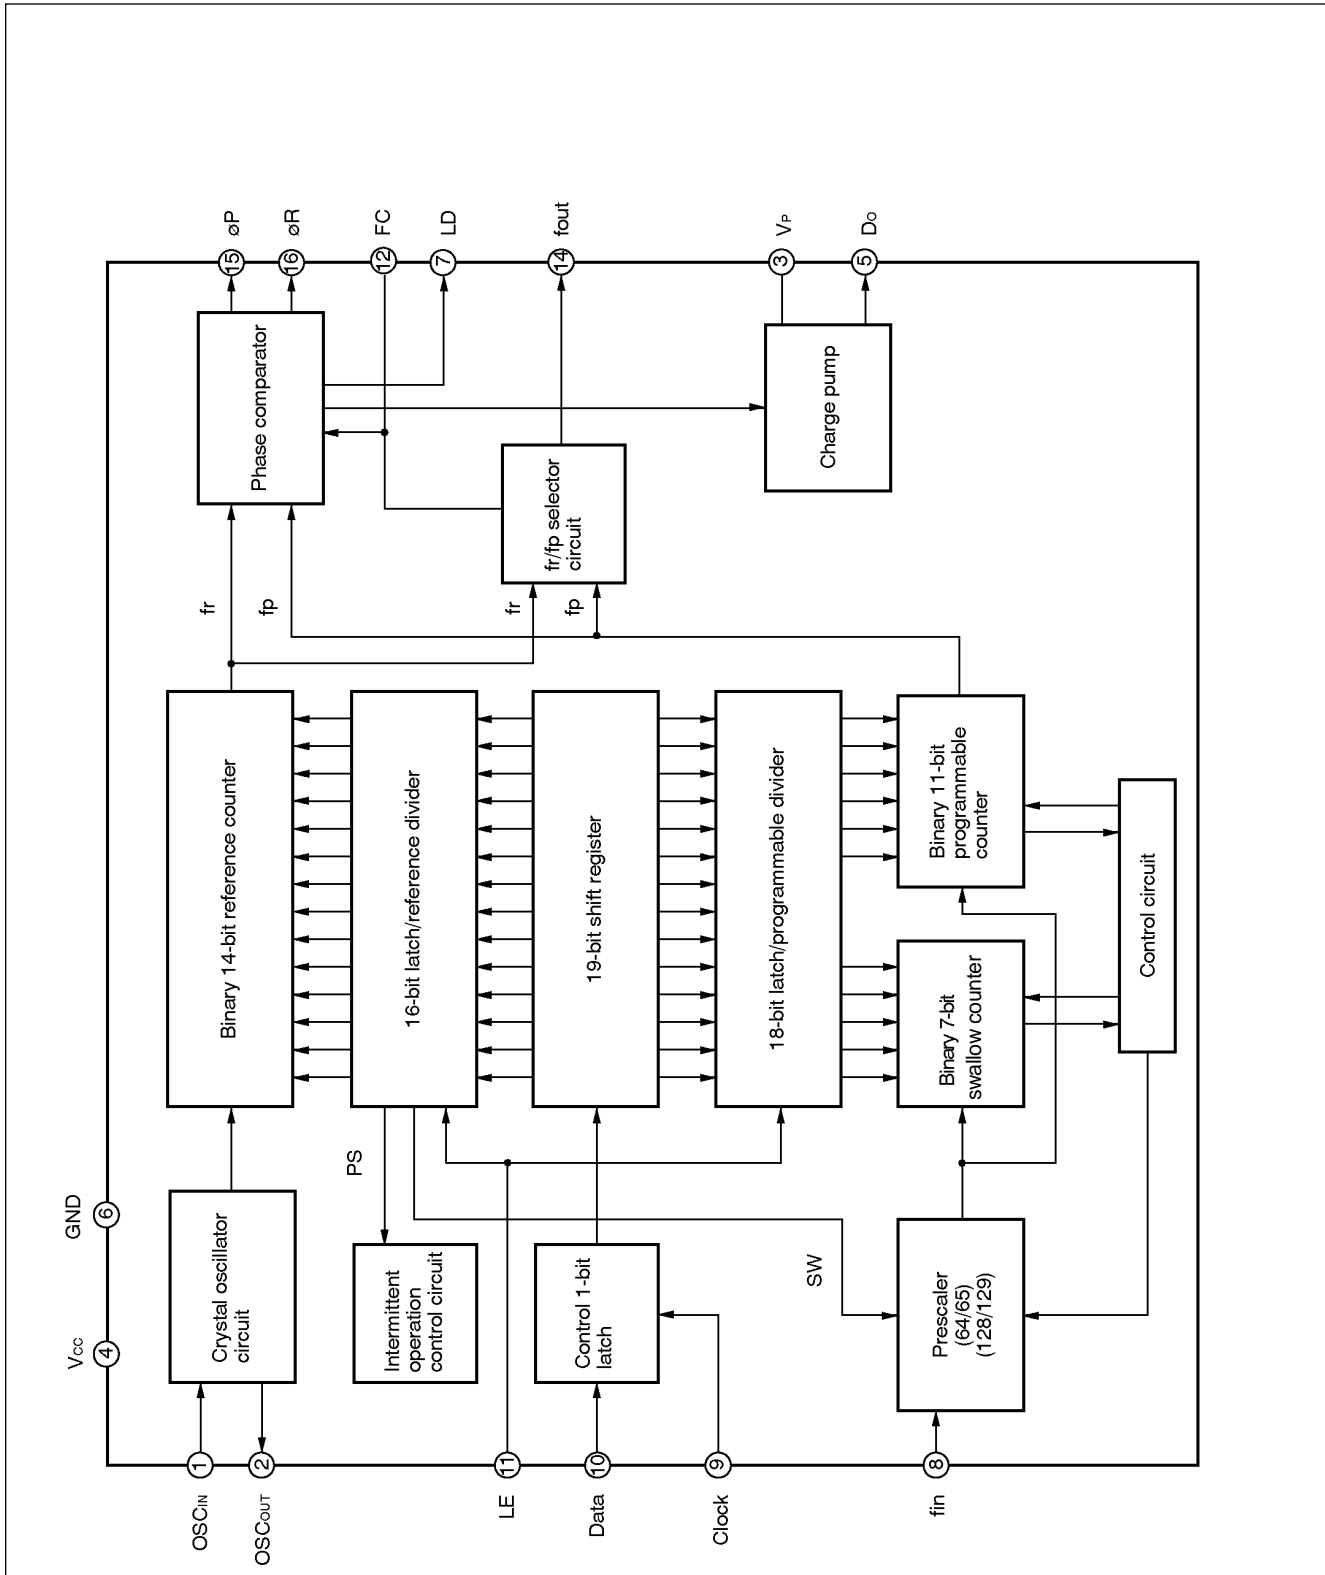 OSCIN
1
OSCOUT
2
LE
11
Data
10
Clock
9
fin
8
VCC
4
GND
6
Crystal oscillator
circuit
Intermittent
operation
control circuit
Control 1-bit
latch
Prescaler
(64/65)
(128/129)
PS
SW
Binary 14-bit reference counter
16-bit latch/reference divider
19-bit shift register
18-bit latch/programmable divider
Binary 7-bit
swallow counter
Binary 11-bit
programmable
counter
Control circuit
fr
fp
fr
fp
Phase comparator
fr/fp selector
circuit
Charge pump
15
øP
16
øR
12
FC
7
LD
14
fout
3
VP
5
DO